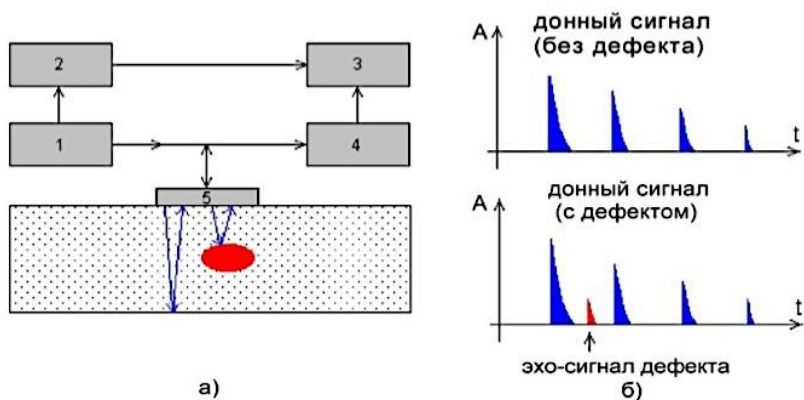 2
3
1
4
5
а)
A
донный сигнал
(без дефекта)
t
A
донный сигнал
(с дефектом)
t
эхо-сигнал дефекта
б)